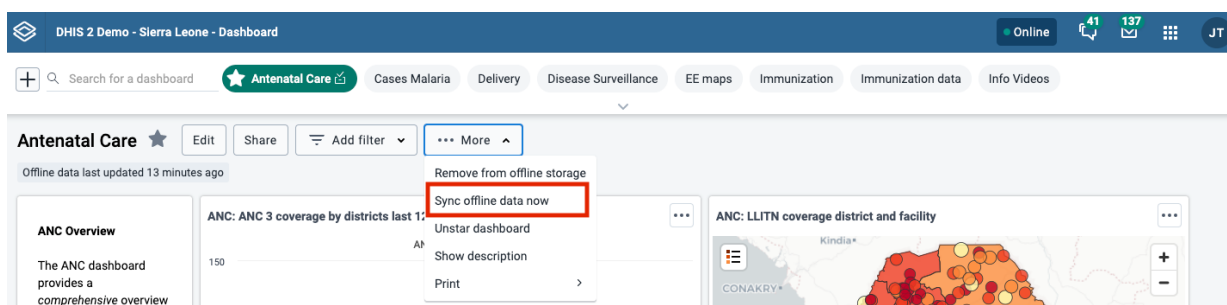 DHIS 2 Demo - Sierra Leone - Dashboard
Online
41
137
JT
Search for a dashboard
Antenatal Care
Cases Malaria
Delivery
Disease Surveillance
EE maps
Immunization
Immunization data
Info Videos
Antenatal Care
Edit
Share
Add filter
More
Offline data last updated 13 minutes ago
Remove from offline storage
Sync offline data now
Unstar dashboard
Show description
Print
ANC Overview
The ANC dashboard
provides a
comprehensive overview
ANC: ANC 3 coverage by districts last 12
150
ANC: LLITN coverage district and facility
Kindia
CONAKRY